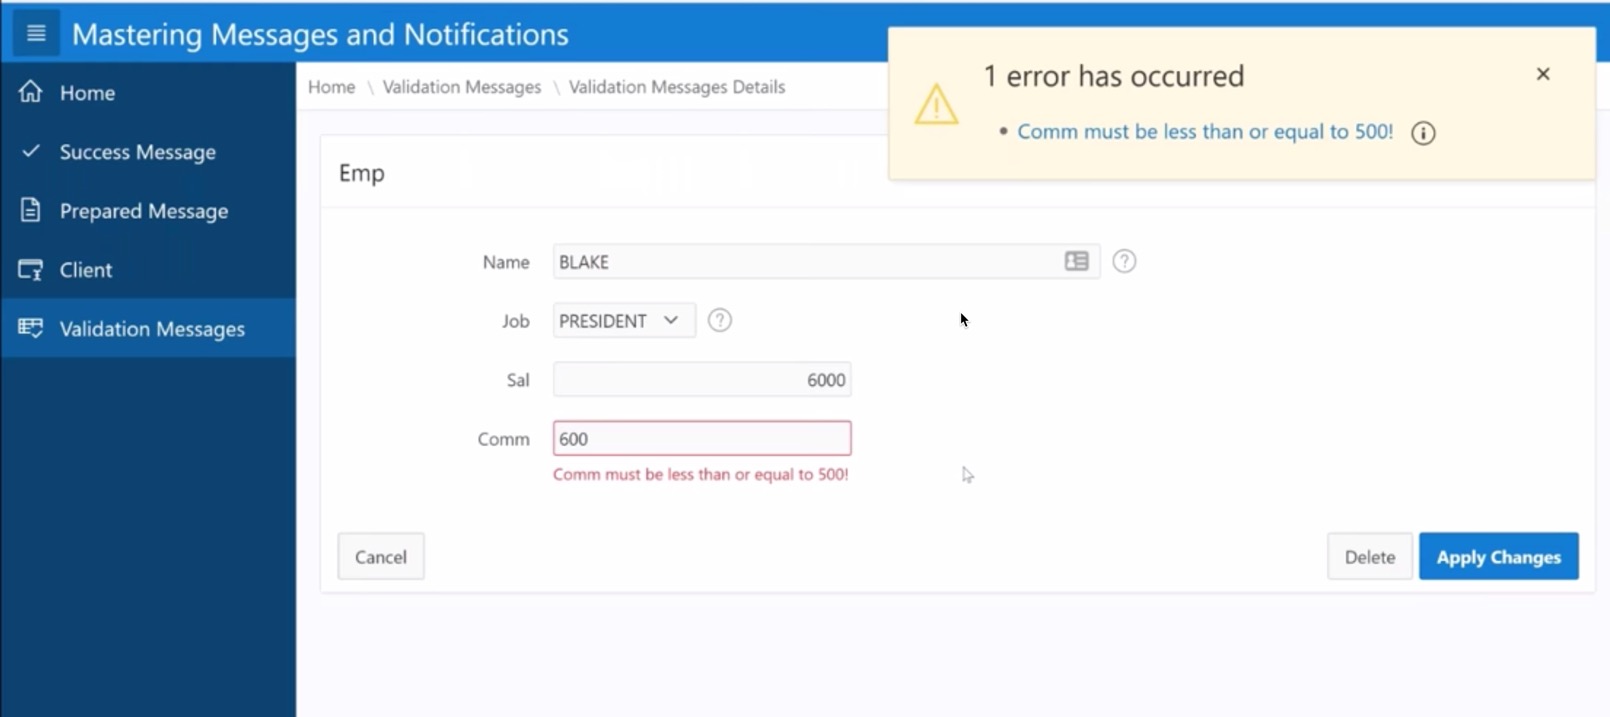 Mastering Messages and Notifications
1 error has occurred
• Comm must be less than or equal to 500!
Home
Success Message
Prepared Message
Client
Validation Messages
Home \ Validation Messages \ Validation Messages Details
Emp
Name BLAKE
Job PRESIDENT
Sal 6000
Comm 600
Comm must be less than or equal to 500!
Cancel Delete Apply Changes